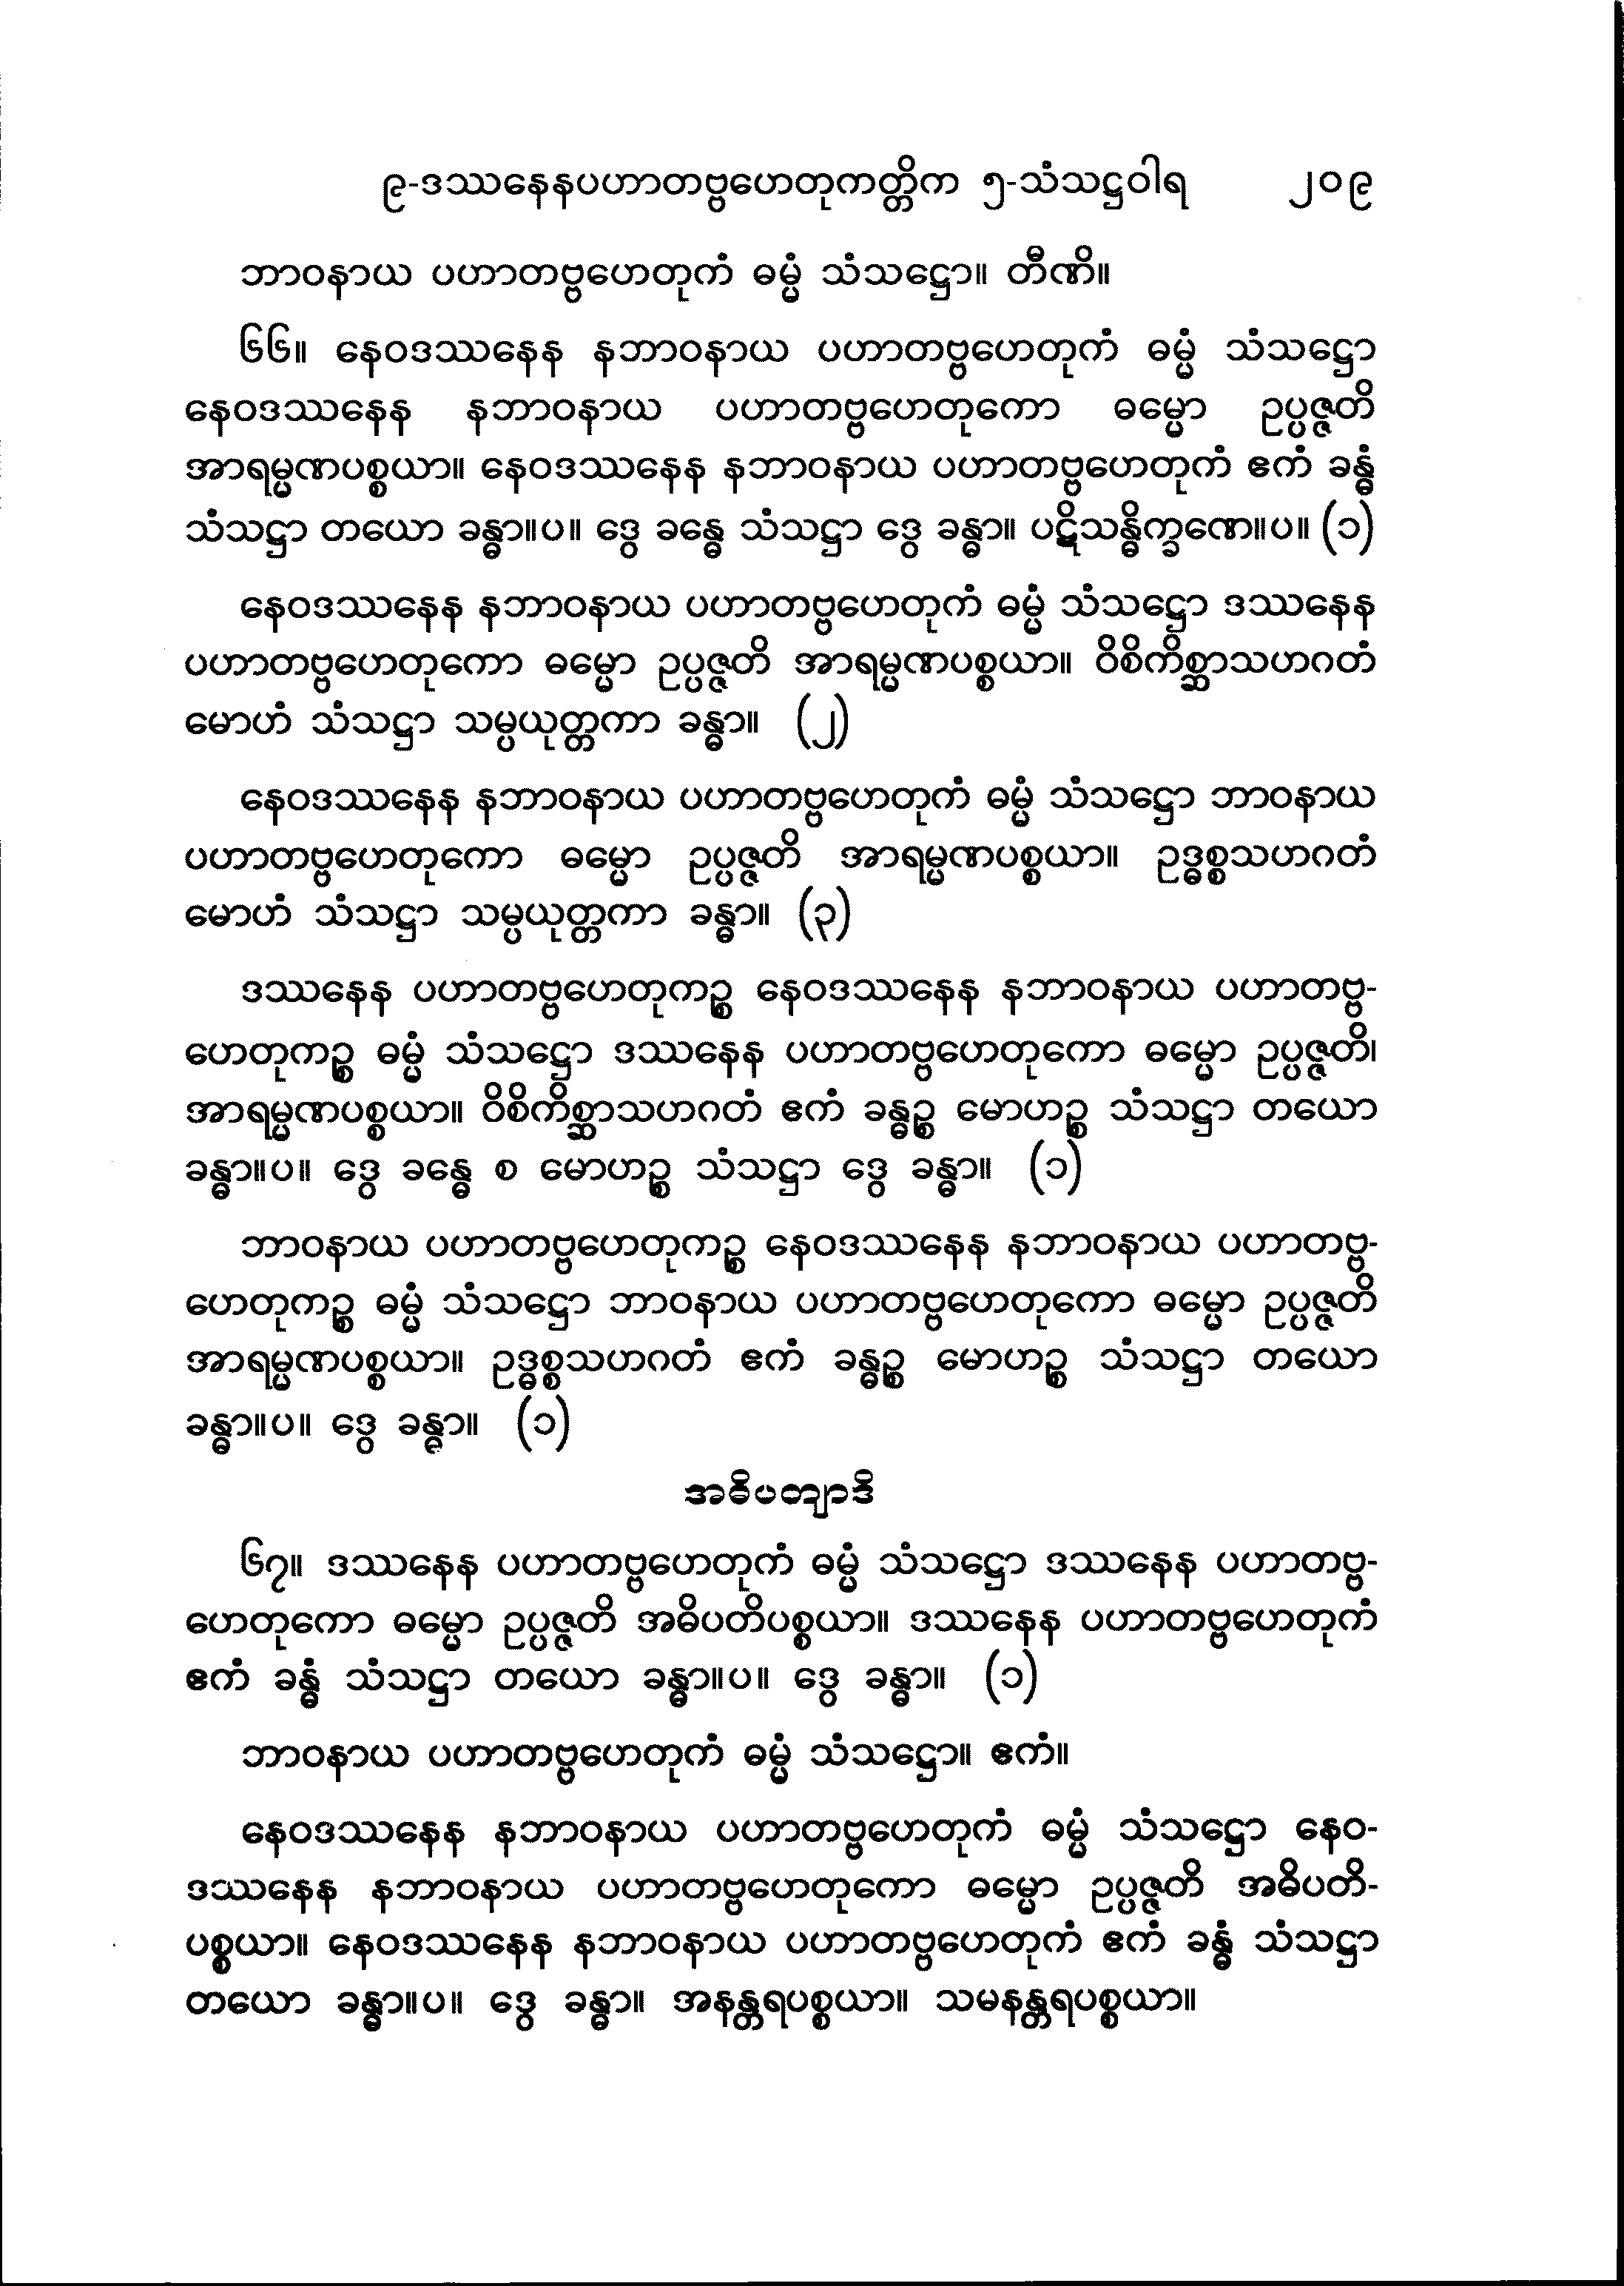 ၉-ဒဿနေနပဟာတဗ္ဗဟေတုကတ္တိက ၅-သံသဋ္ဌဝါရ ၂၀၉
ဘာဝနာယ ပဟာတဗ္ဗဟေတုကံ ဓမ္မံ သံသဋ္ဌော။ တီဏိ။
၆၆။ နေဝဒဿနေန နဘာဝနာယ ပဟာတဗ္ဗဟေတုကံ ဓမ္မံ သံသဋ္ဌော
နေဝဒဿနေန နဘာဝနာယ ပဟာတဗ္ဗဟေတုကော ဓမ္မော ဥပ္ပဇ္ဇတိ
အာရမ္မဏပစ္စယာ။ နေဝဒဿနေန နဘာဝနာယ ပဟာတဗ္ဗဟေတုကံ ဧကံ ခန္ဓံ
သံသဋ္ဌာ တယော ခန္ဓာ။ပ။ ဒွေ ခန္ဓေ သံသဋ္ဌာ ဒွေ ခန္ဓာ။ ပဋိသန္ဓိက္ခဏေ။ပ။ (၁)
နေဝဒဿနေန နဘာဝနာယ ပဟာတဗ္ဗဟေတုကံ ဓမ္မံ သံသဋ္ဌော ဒဿနေန
ပဟာတဗ္ဗဟေတုကော ဓမ္မော ဥပ္ပဇ္ဇတိ အာရမ္မဏပစ္စယာ။ ဝိစိကိစ္ဆာသဟဂတံ
မောဟံ သံသဋ္ဌာ သမ္ပယုတ္တကာ ခန္ဓာ။ (၂)
နေဝဒဿနေန နဘာဝနာယ ပဟာတဗ္ဗဟေတုကံ ဓမ္မံ သံသဋ္ဌော ဘာဝနာယ
ပဟာတဗ္ဗဟေတုကော ဓမ္မော ဥပ္ပဇ္ဇတိ အာရမ္မဏပစ္စယာ။ ဥဒ္ဓစ္စသဟဂတံ
မောဟံ သံသဋ္ဌာ သမ္ပယုတ္တကာ ခန္ဓာ။ (၃)
ဒဿနေန ပဟာတဗ္ဗဟေတုကဉ္စ နေဝဒဿနေန နဘာဝနာယ ပဟာတဗ္ဗ-
ဟေတုကဉ္စ ဓမ္မံ သံသဋ္ဌော ဒဿနေန ပဟာတဗ္ဗဟေတုကော ဓမ္မော ဥပ္ပဇ္ဇတိ၊
အာရမ္မဏပစ္စယာ။ ဝိစိကိစ္ဆာသဟဂတံ ဧကံ ခန္ဓဉ္စ မောဟဉ္စ သံသဋ္ဌာ တယော
ခန္ဓာ။ပ။ ဒွေ ခန္ဓေ စ မောဟဉ္စ သံသဋ္ဌာ ဒွေ ခန္ဓာ။ (၁)
ဘာဝနာယ ပဟာတဗ္ဗဟေတုကဉ္စ နေဝဒဿနေန နဘာဝနာယ ပဟာတဗ္ဗ-
ဟေတုကဉ္စ ဓမ္မံ သံသဋ္ဌော ဘာဝနာယ ပဟာတဗ္ဗဟေတုကော ဓမ္မော ဥပ္ပဇ္ဇတိ
အာရမ္မဏပစ္စယာ။ ဥဒ္ဓစ္စသဟဂတံ ဧကံ ခန္ဓဉ္စ မောဟဉ္စ သံသဋ္ဌာ တယော
ခန္ဓာ။ပ။ ဒွေ ခန္ဓာ။ (၁)
အဓိပတျာဒိ
၆၇။ ဒဿနေန ပဟာတဗ္ဗဟေတုကံ ဓမ္မံ သံသဋ္ဌော ဒဿနေန ပဟာတဗ္ဗ-
ဟေတုကော ဓမ္မော ဥပ္ပဇ္ဇတိ အဓိပတိပစ္စယာ။ ဒဿနေန ပဟာတဗ္ဗဟေတုကံ
ဧကံ ခန္ဓံ သံသဋ္ဌာ တယော ခန္ဓာ။ပ။ ဒွေ ခန္ဓာ။ (၁)
ဘာဝနာယ ပဟာတဗ္ဗဟေတုကံ ဓမ္မံ သံသဋ္ဌော။ ဧကံ။
နေဝဒဿနေန နဘာဝနာယ ပဟာတဗ္ဗဟေတုကံ ဓမ္မံ သံသဋ္ဌော နေဝ-
ဒဿနေန နဘာဝနာယ ပဟာတဗ္ဗဟေတုကော ဓမ္မော ဥပ္ပဇ္ဇတိ အဓိပတိ-
ပစ္စယာ။ နေဝဒဿနေန နဘာဝနာယ ပဟာတဗ္ဗဟေတုကံ ဧကံ ခန္ဓံ သံသဋ္ဌာ
တယော ခန္ဓာ။ပ။ ဒွေ ခန္ဓာ။ အနန္တရပစ္စယာ။ သမနန္တရပစ္စယာ။